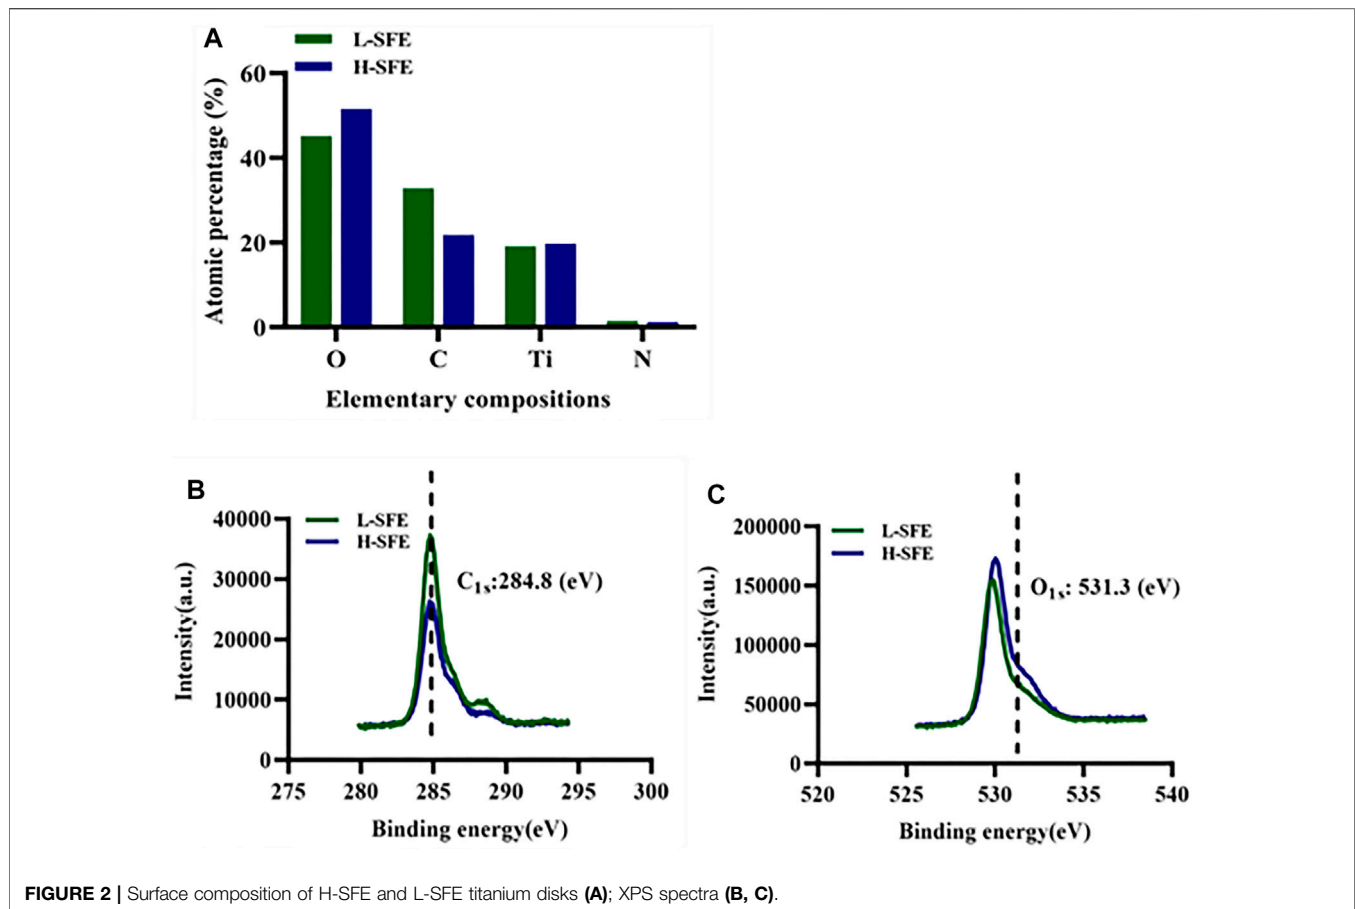 A
L-SFE
H-SFE
Atomic percentage (%)
60
40
20
0
O C Ti N
Elementary compositions
B
L-SFE
H-SFE
Intensity(a.u.)
40000
30000
20000
10000
0
C1s:284.8 (eV)
275 280 285 290 295 300
Binding energy(eV)
C
L-SFE
H-SFE
Intensity(a.u.)
200000
150000
100000
50000
0
O1s: 531.3 (eV)
520 525 530 535 540
Binding energy(eV)
FIGURE 2 | Surface composition of H-SFE and L-SFE titanium disks (A); XPS spectra (B, C).